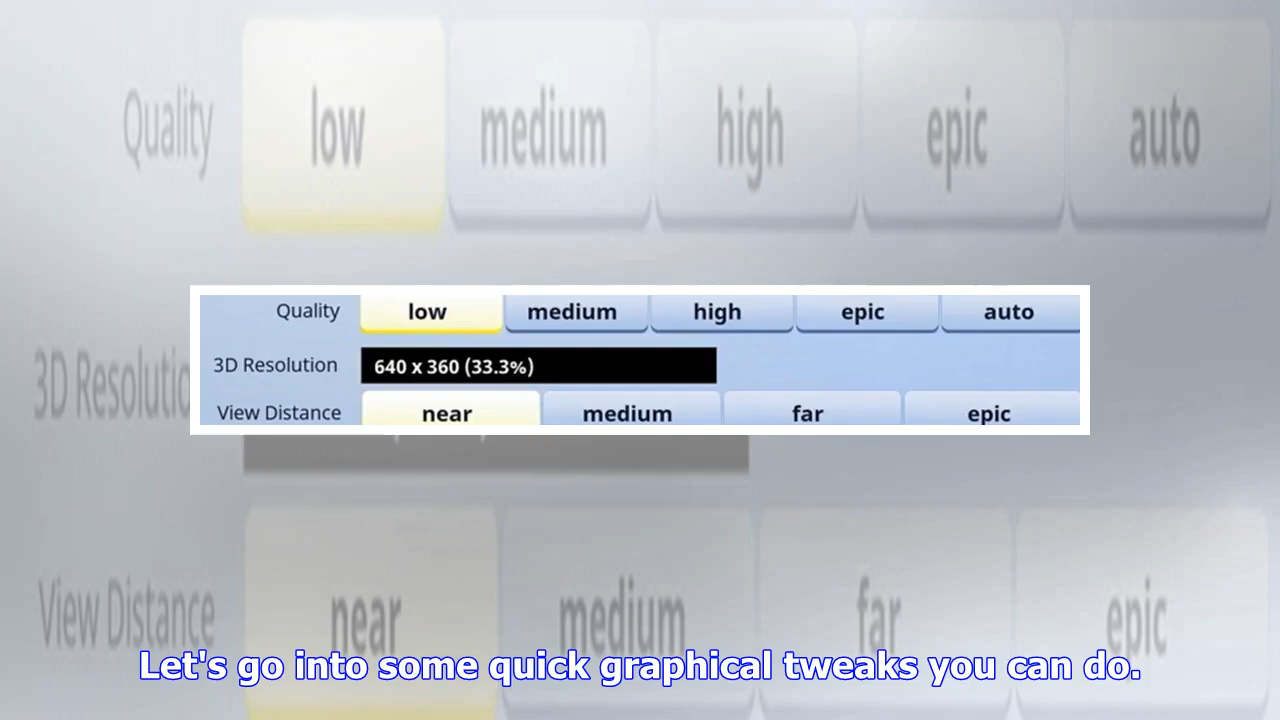 Quality low medium high epic auto
Quality low medium high epic auto
3D Resolution 640 x 360 (33.3%)
View Distance near medium far epic
3D Resolutio
View Distance near medium far epic
Let's go into some quick graphical tweaks you can do.